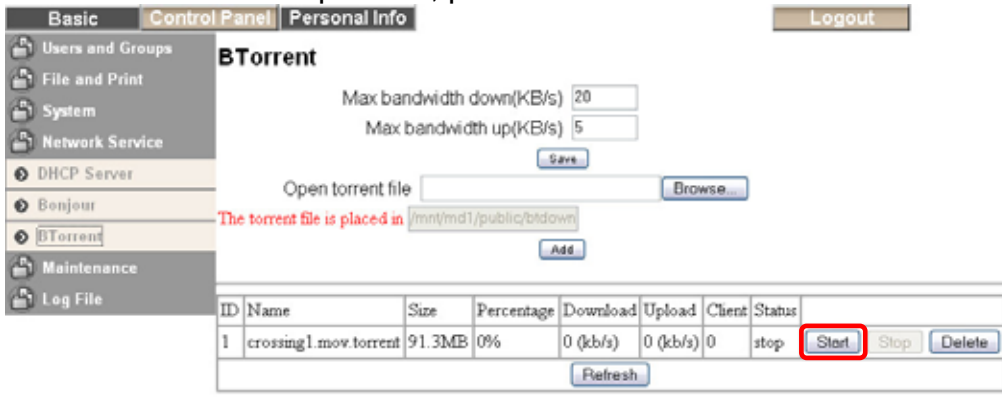 Basic Control Panel Personal Info Logout
Users and Groups
File and Print
System
Network Service
DHCP Server
Bonjour
BTorrent
Maintenance
Log File
BTorrent
Max bandwidth down(KB/s) 20
Max bandwidth up(KB/s) 5
Save
Open torrent file Browse...
The torrent file is placed in /mnt/md1/public/btdown
Add
ID Name Size Percentage Download Upload Client Status
1 crossing1.mov.torrent 91.3MB 0% 0 (kb/s) 0 (kb/s) 0 stop Start Stop Delete
Refresh